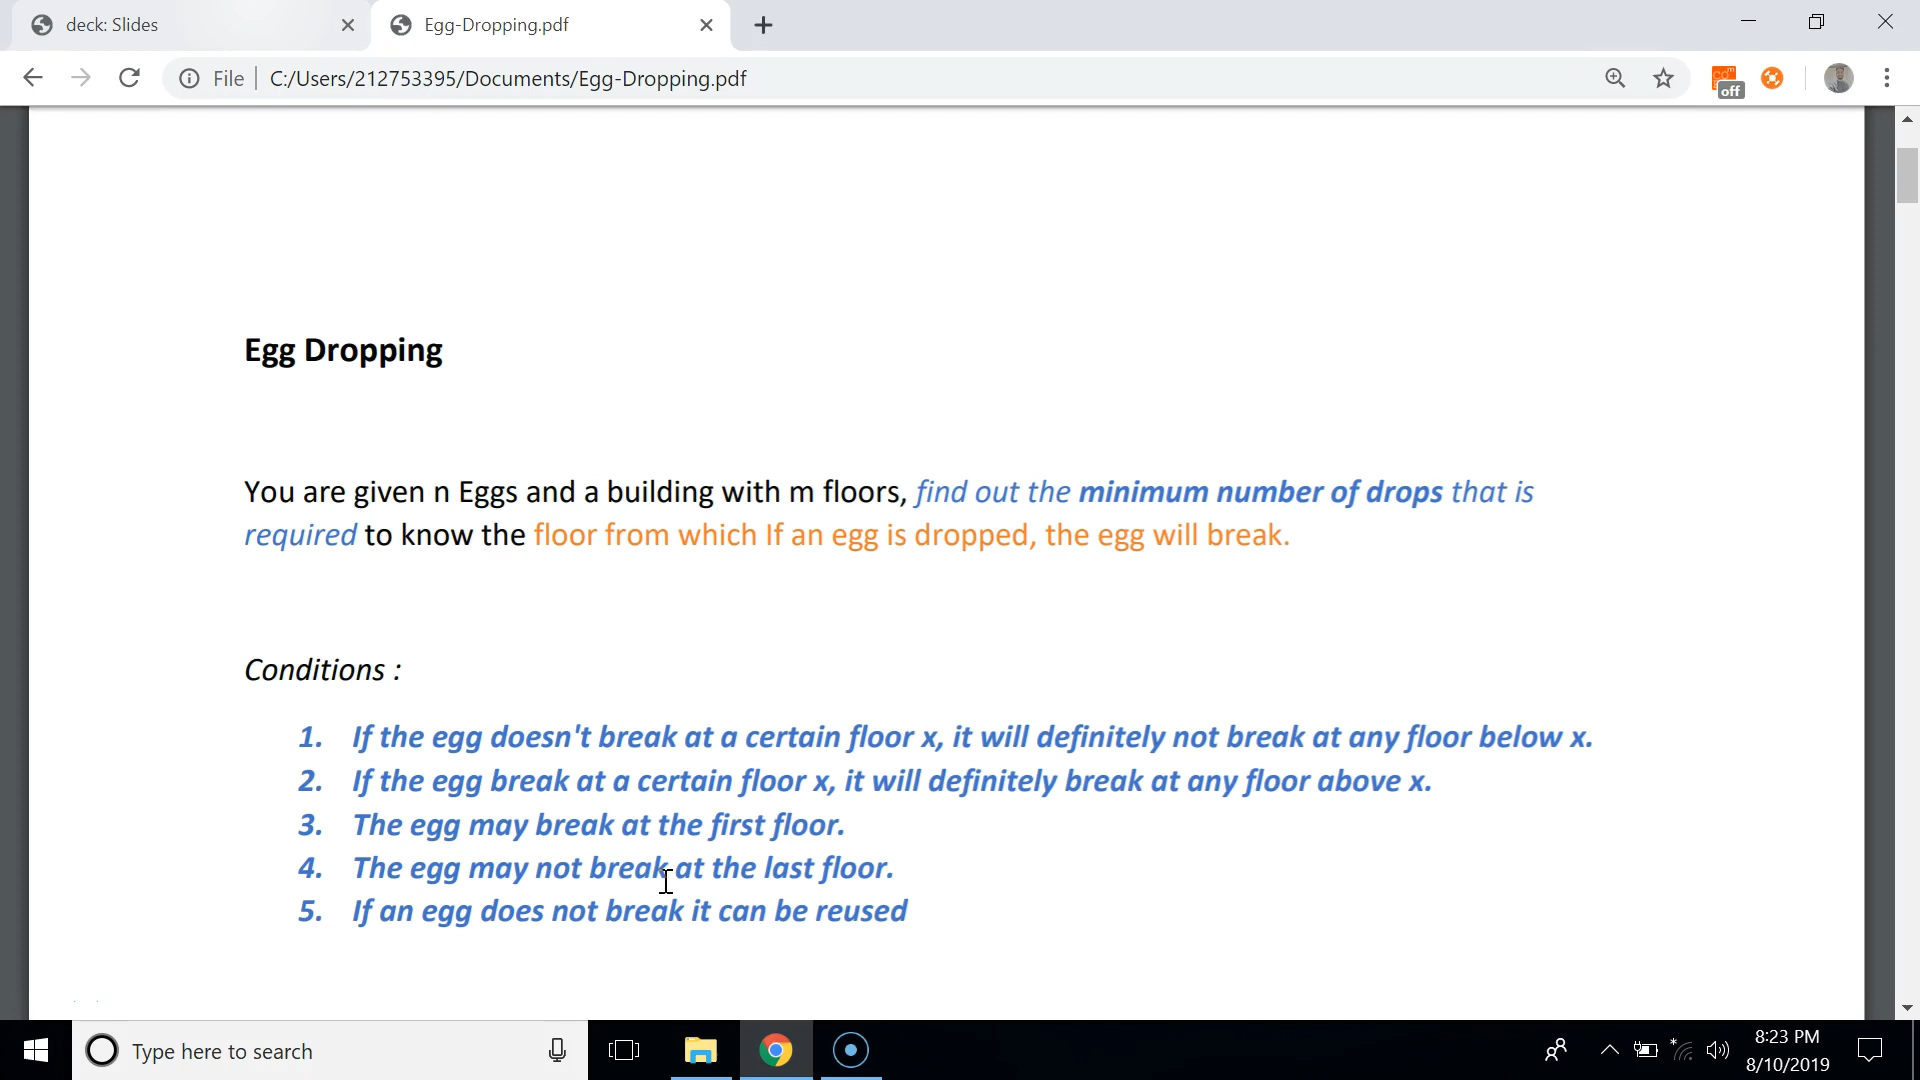 deck: Slides
Egg-Dropping.pdf
File
C:/Users/212753395/Documents/Egg-Dropping.pdf
off
Egg Dropping
You are given n Eggs and a building with m floors, find out the minimum number of drops that is
required to know the floor from which If an egg is dropped, the egg will break.
Conditions :
1. If the egg doesn't break at a certain floor x, it will definitely not break at any floor below x.
2. If the egg break at a certain floor x, it will definitely break at any floor above x.
3. The egg may break at the first floor.
4. The egg may not break at the last floor.
5. If an egg does not break it can be reused
Type here to search
8:23 PM
8/10/2019